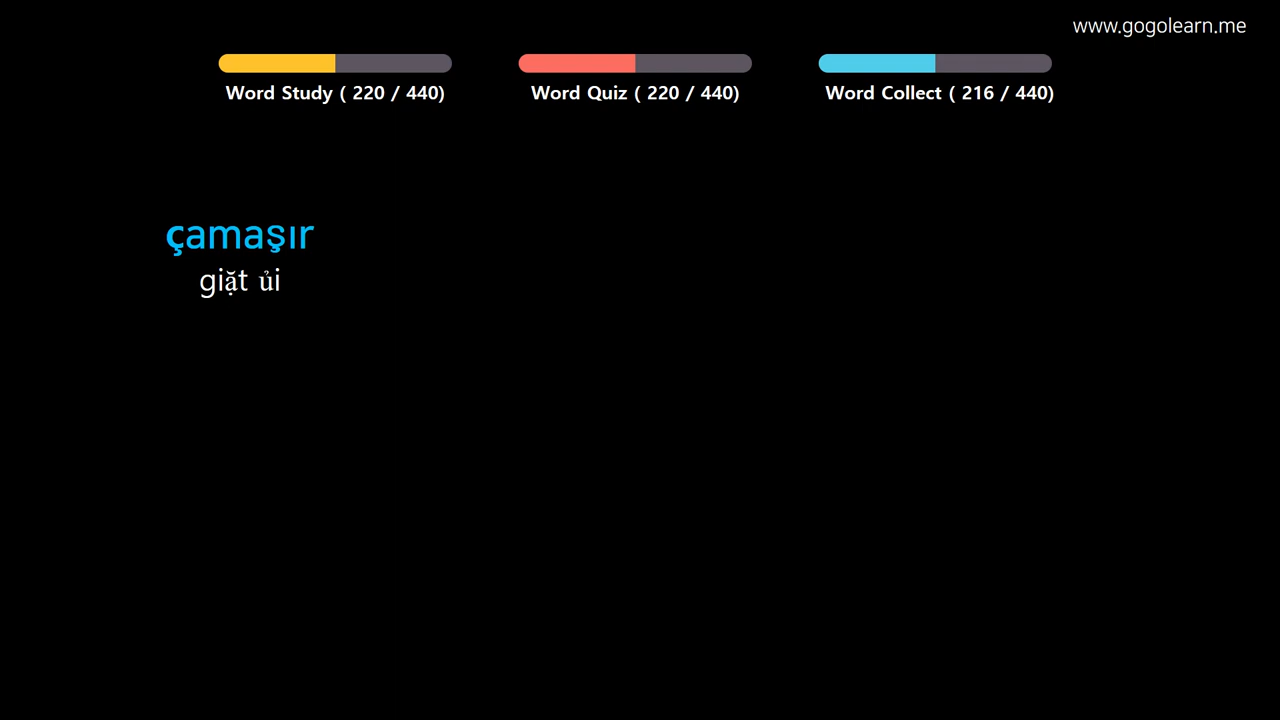 www.gogolearn.me
Word Study ( 220 / 440)
Word Quiz ( 220 / 440)
Word Collect ( 216 / 440)
çamaşır
giặt ủi